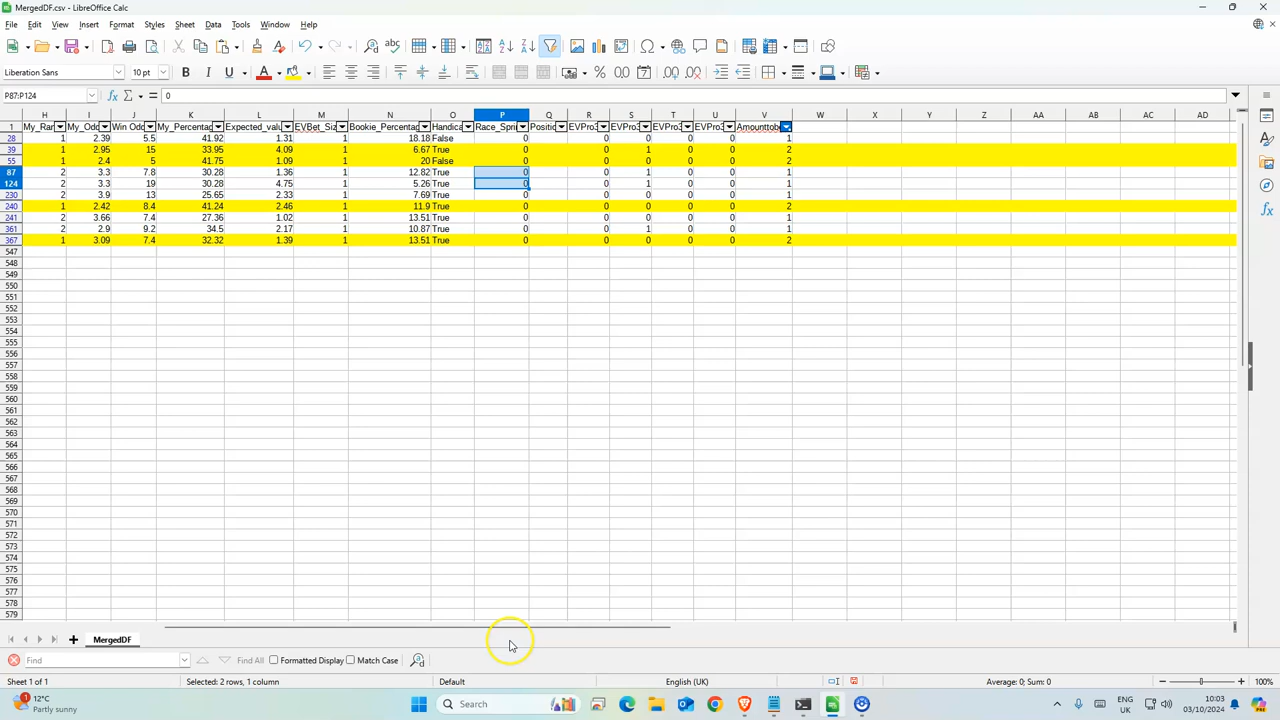 MergedDF.csv - LibreOffice Calc
File Edit View Insert Format Styles Sheet Data Tools Window Help
Liberation Sans 10 pt
P87:P124 0
H I J K L M N O P Q R S T U V W X Y Z AA AB AC AD
1 My_Ran My_Odd Win Odd My_Percentag Expected_valu EVBet_Siz Bookie_Percentag Handica Race_Spri Positio EVPro EVPro EVPro EVPro Amounttobe
28 1 2.39 5.5 41.92 1.31 1 18.18 False 0 0 0 0 0 1
39 1 2.95 15 33.95 4.09 1 6.67 True 0 0 1 0 0 2
55 1 2.4 5 41.75 1.09 1 20 False 0 0 0 0 0 2
87 2 3.3 7.8 30.28 1.36 1 12.82 True 0 0 1 0 0 1
124 2 3.3 19 30.28 4.75 1 5.26 True 0 0 1 0 0 1
230 2 3.9 13 25.65 2.33 1 7.69 True 0 0 0 0 0 1
240 1 2.42 8.4 41.24 2.46 1 11.9 True 0 0 0 0 0 2
241 2 3.66 7.4 27.36 1.02 1 13.51 True 0 0 0 0 0 1
361 2 2.9 9.2 34.5 2.17 1 10.87 True 0 0 1 0 0 1
367 1 3.09 7.4 32.32 1.39 1 13.51 True 0 0 0 0 0 2
547
548
549
550
551
552
553
554
555
556
557
558
559
560
561
562
563
564
565
566
567
568
569
570
571
572
573
574
575
576
577
578
579
MergedDF
Find Find All Formatted Display Match Case
Sheet 1 of 1 Selected: 2 rows, 1 column Default English (UK) Average: 0; Sum: 0 100%
1 12°C
Partly sunny
Search
ENG
UK
10:03
03/10/2024